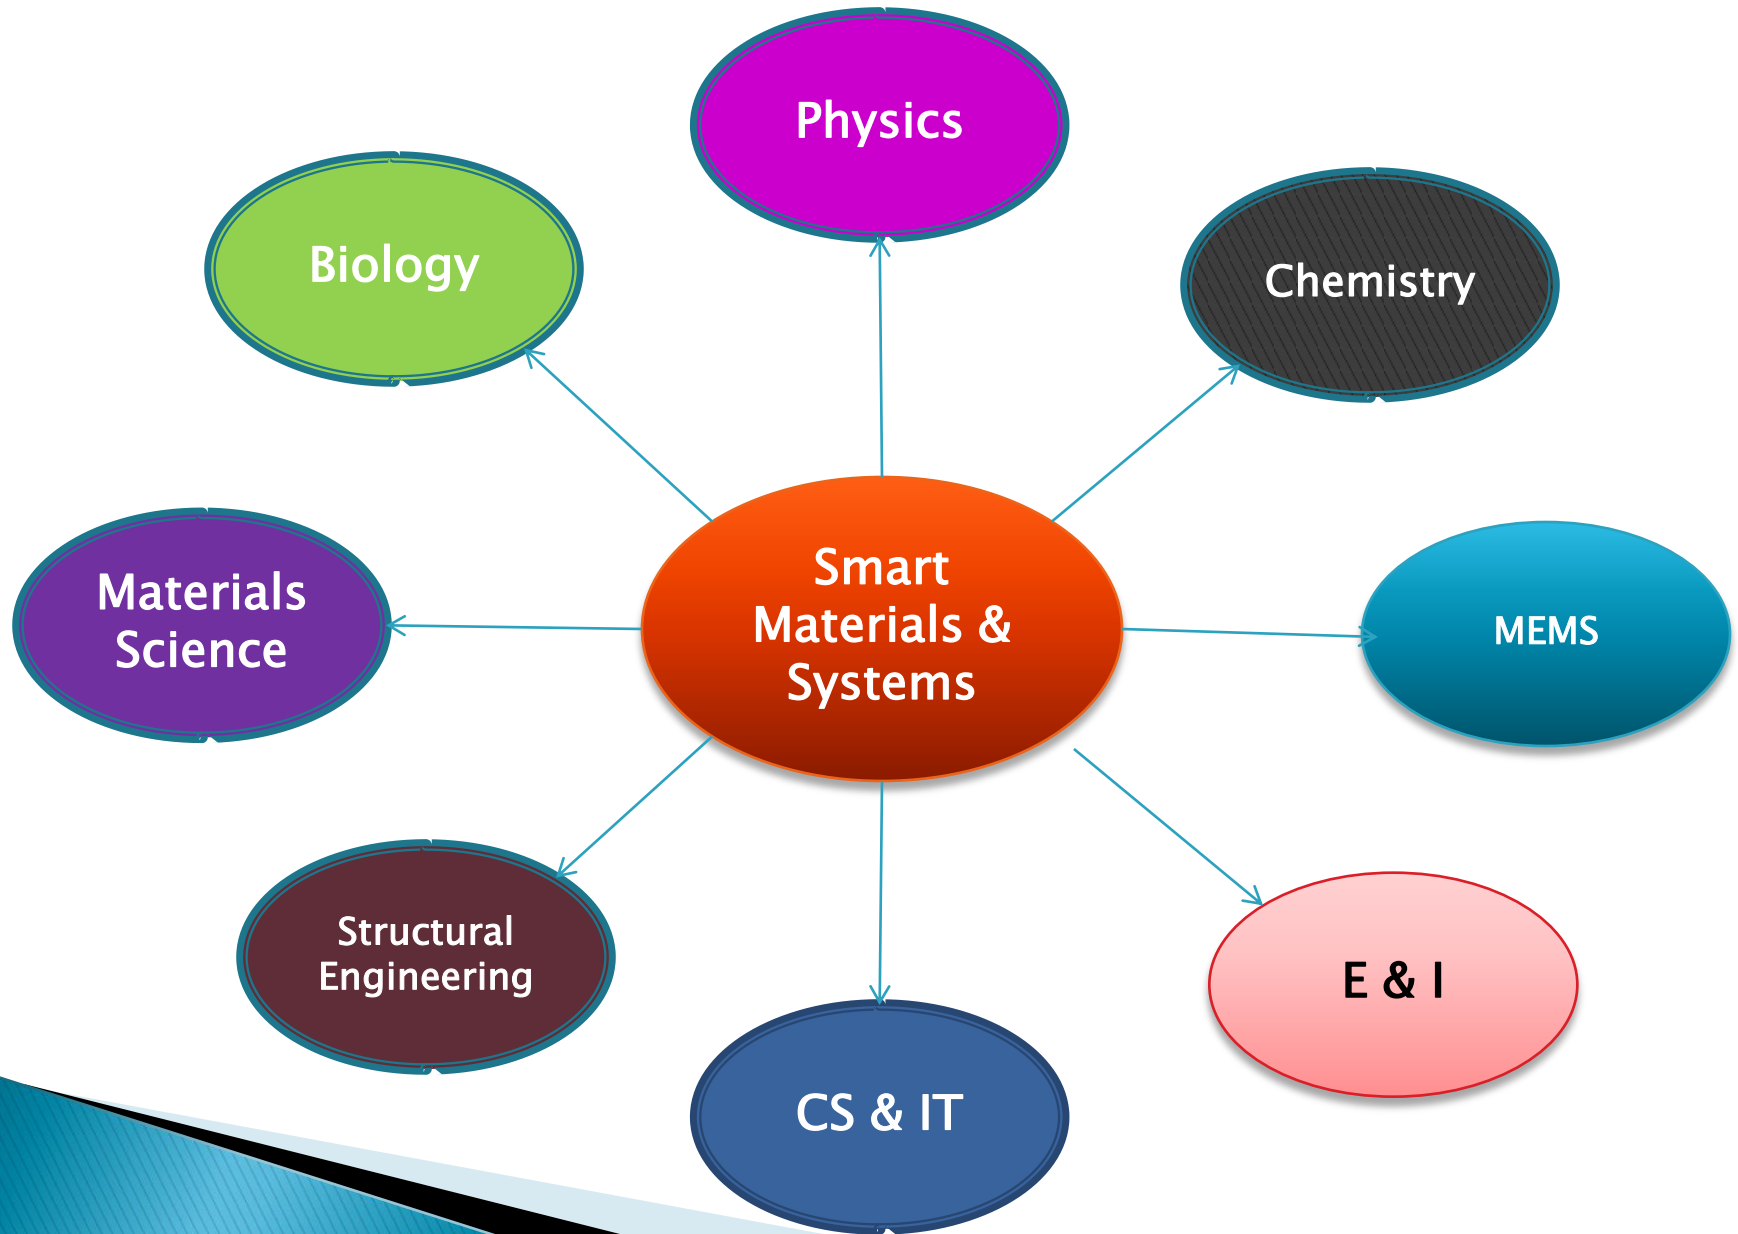 Physics
Biology
Chemistry
Smart
Materials &
Systems
Materials
Science
MEMS
Structural
Engineering
E & I
CS & IT